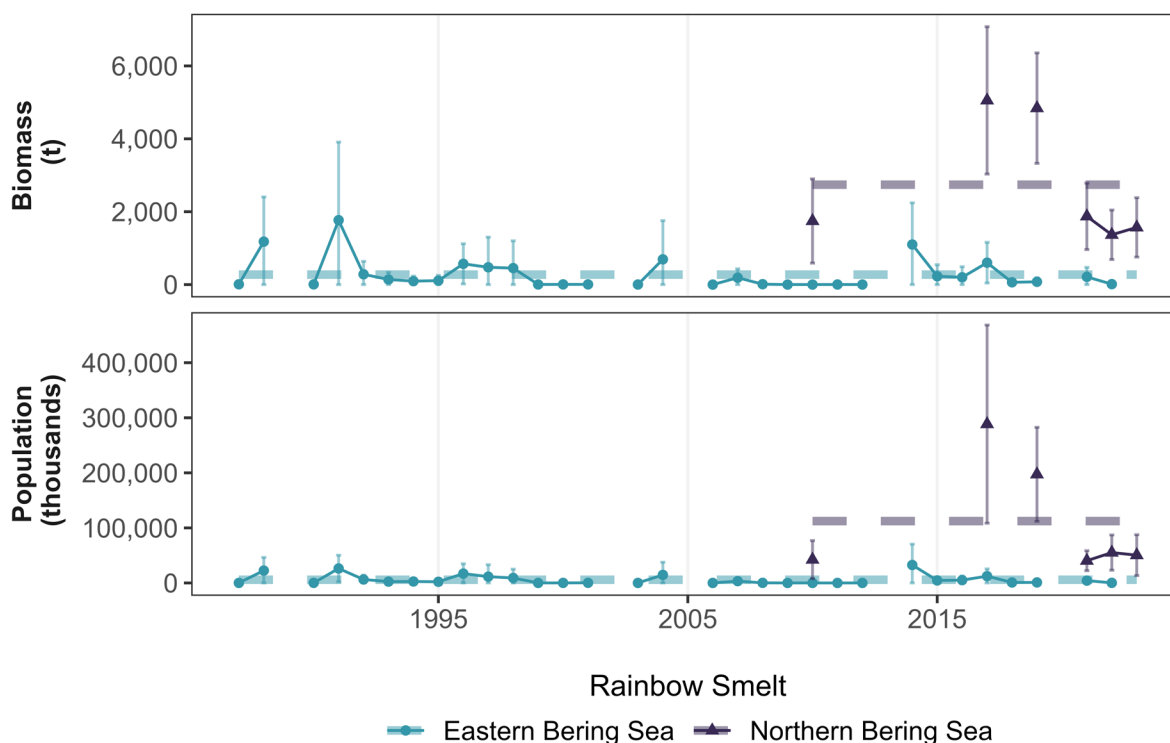 Biomass
(t)
6,000
4,000
2,000
0
Population
(thousands)
400,000
300,000
200,000
100,000
0
1995 2005 2015
Rainbow Smelt
Eastern Bering Sea Northern Bering Sea